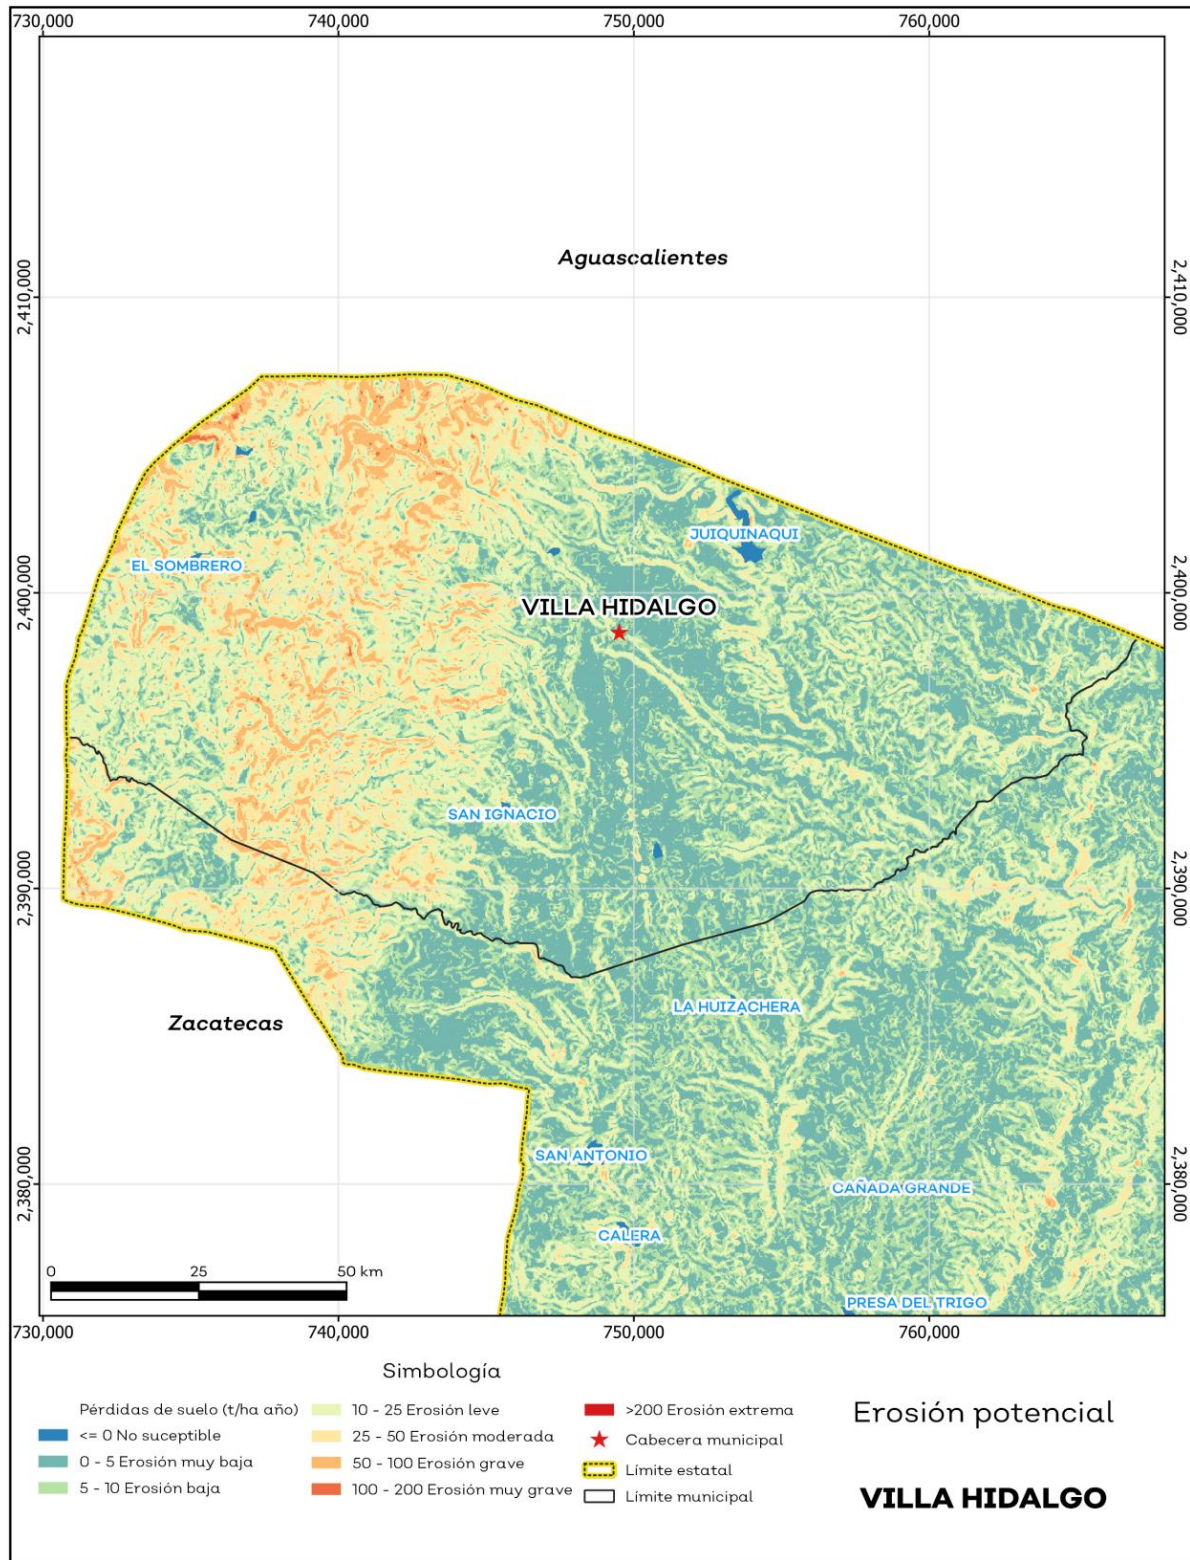 730,000 740,000 750,000 760,000
Aguascalientes
2,410,000 2,410,000
JUIQUINAQUI
EL SOMBRERO
2,400,000 2,400,000
VILLA HIDALGO
SAN IGNACIO
2,390,000 2,390,000
LA HUIZACHERA
Zacatecas
SAN ANTONIO
2,380,000 2,380,000
CAÑADA GRANDE
CALERA
0 25 50 km
PRESA DEL TRIGO
730,000 740,000 750,000 760,000
Simbología
Pérdidas de suelo (t/ha año)
<= 0 No suceptible
0 - 5 Erosión muy baja
5 - 10 Erosión baja
10 - 25 Erosión leve
25 - 50 Erosión moderada
50 - 100 Erosión grave
100 - 200 Erosión muy grave
>200 Erosión extrema
Cabecera municipal
Límite estatal
Límite municipal
Erosión potencial
VILLA HIDALGO